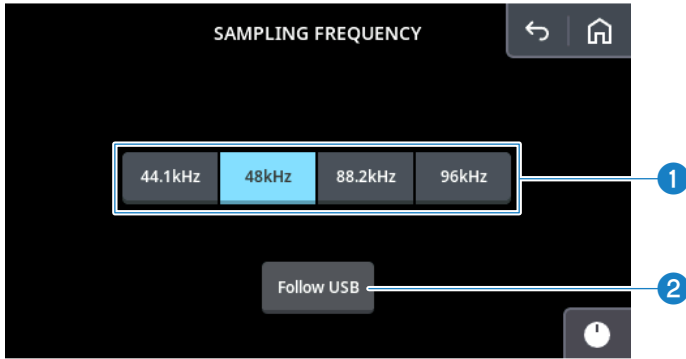 SAMPLING FREQUENCY
44.1kHz 48kHz 88.2kHz 96kHz 1
Follow USB 2